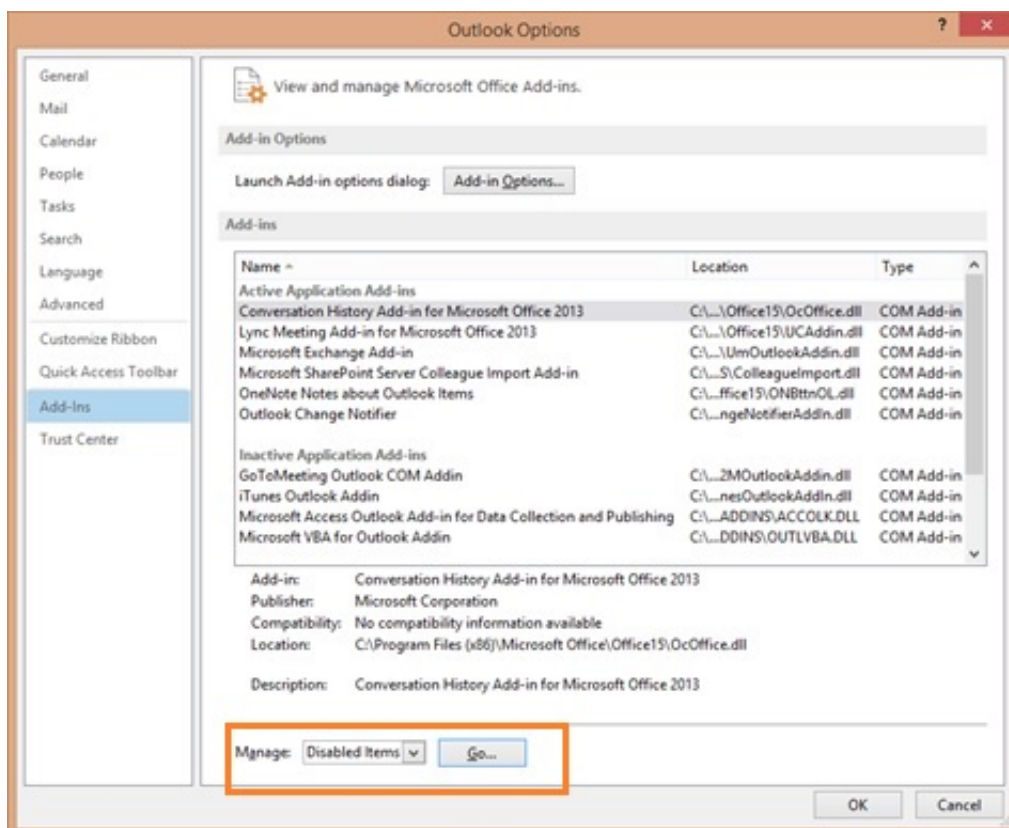 Outlook Options
? ×
General
Mail
Calendar
People
Tasks
Search
Language
Advanced
Customize Ribbon
Quick Access Toolbar
Add-Ins
Trust Center
View and manage Microsoft Office Add-ins.
Add-in Options
Launch Add-in options dialog: Add-in Options...
Add-ins
Name Location Type
Active Application Add-ins
Conversation History Add-in for Microsoft Office 2013 C:\...\Office15\OcOffice.dll COM Add-in
Lync Meeting Add-in for Microsoft Office 2013 C:\...\Office15\UCAddin.dll COM Add-in
Microsoft Exchange Add-in C:\...\UmOutlookAddin.dll COM Add-in
Microsoft SharePoint Server Colleague Import Add-in C:\...S\ColleagueImport.dll COM Add-in
OneNote Notes about Outlook Items C:\...ffice15\ONBttnOL.dll COM Add-in
Outlook Change Notifier C:\...ngeNotifierAddIn.dll COM Add-in
Inactive Application Add-ins
GoToMeeting Outlook COM Addin C:\...2MOutlookAddin.dll COM Add-in
iTunes Outlook Addin C:\...nesOutlookAddIn.dll COM Add-in
Microsoft Access Outlook Add-in for Data Collection and Publishing C:\...ADDINS\ACCOLK.DLL COM Add-in
Microsoft VBA for Outlook Addin C:\...DDINS\OUTLVBA.DLL COM Add-in
Add-in: Conversation History Add-in for Microsoft Office 2013
Publisher: Microsoft Corporation
Compatibility: No compatibility information available
Location: C:\Program Files (x86)\Microsoft Office\Office15\OcOffice.dll
Description: Conversation History Add-in for Microsoft Office 2013
Manage: Disabled Items Go...
OK Cancel